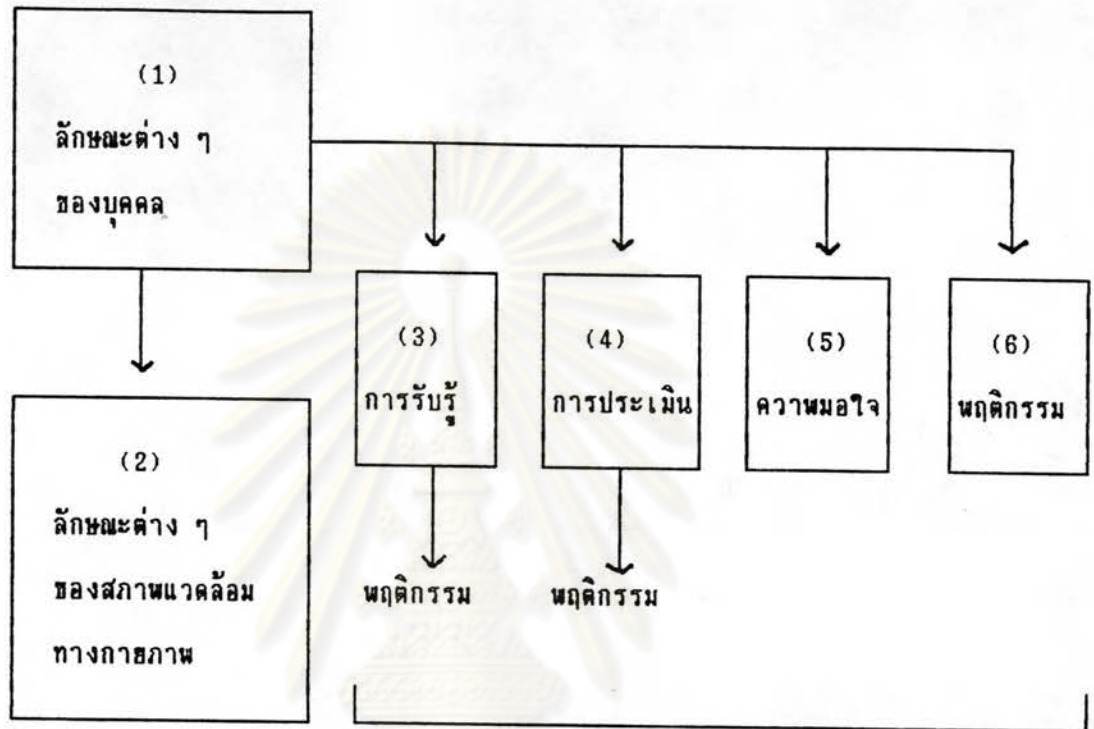 (1)
ลักษณะต่าง ๆ
ของบุคคล
(3)
การรับรู้
(4)
การประเมิน
(5)
ความพอใจ
(6)
พฤติกรรม
(2)
ลักษณะต่าง ๆ
ของสภาพแวดล้อม
ทางกายภาพ
พฤติกรรม
พฤติกรรม